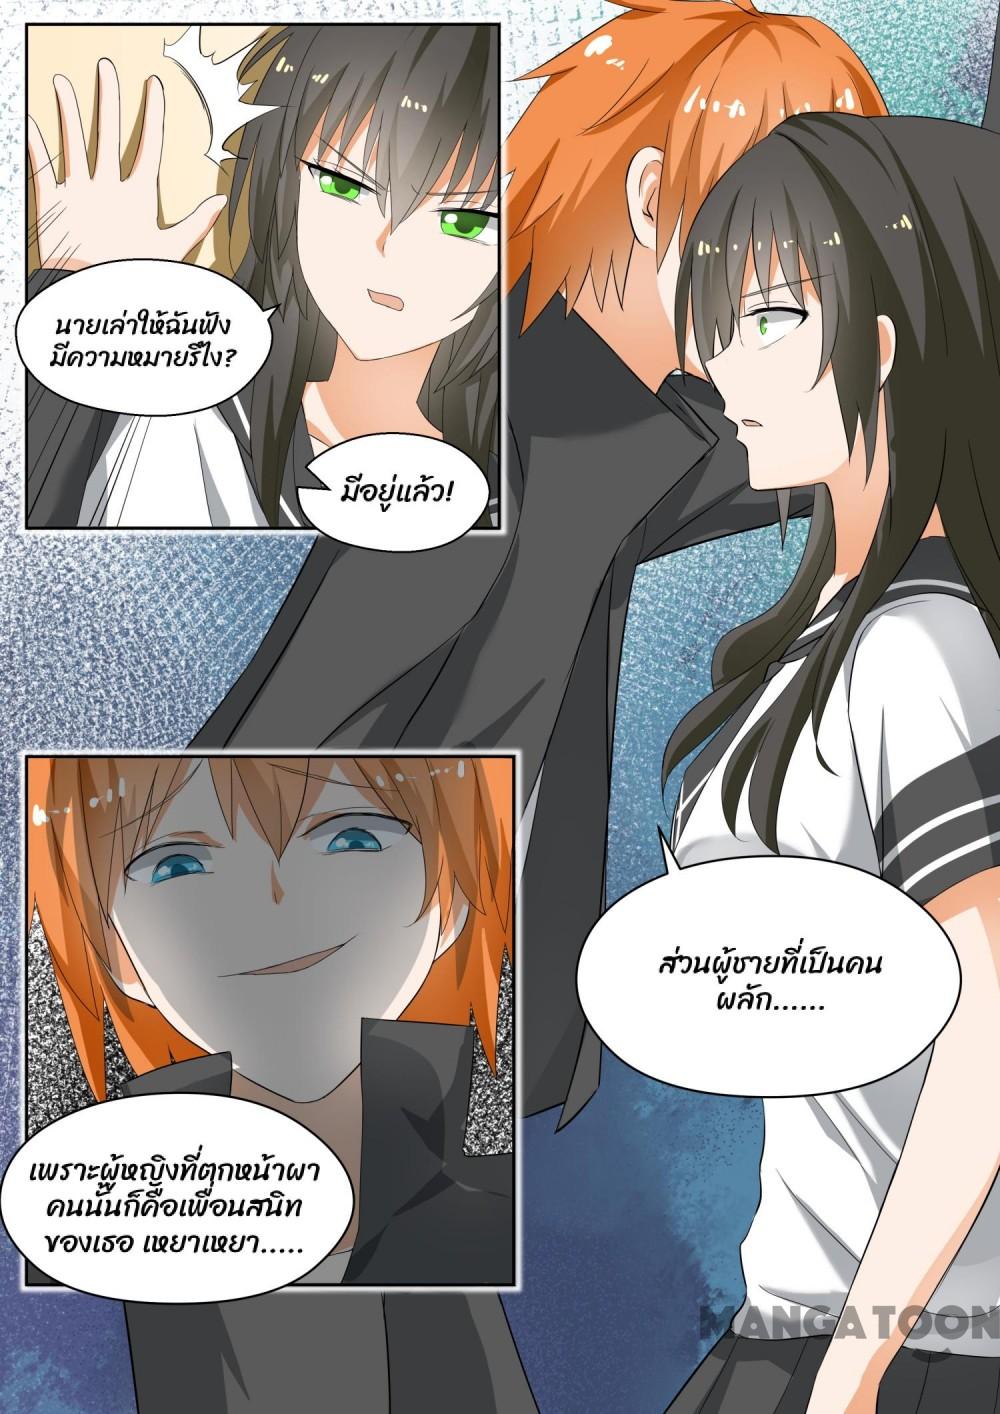 นายเล่าให้ฉันฟัง
มีความหมายรึไง?
มีอยู่แล้ว!
ส่วนผู้ชายที่เป็นคน
ผลัก......
เพราะผู้หญิงที่ตกหน้าผา
คนนั้นก็คือเพื่อนสนิท
ของเธอ เหยาเหยา.....
MANGATOON